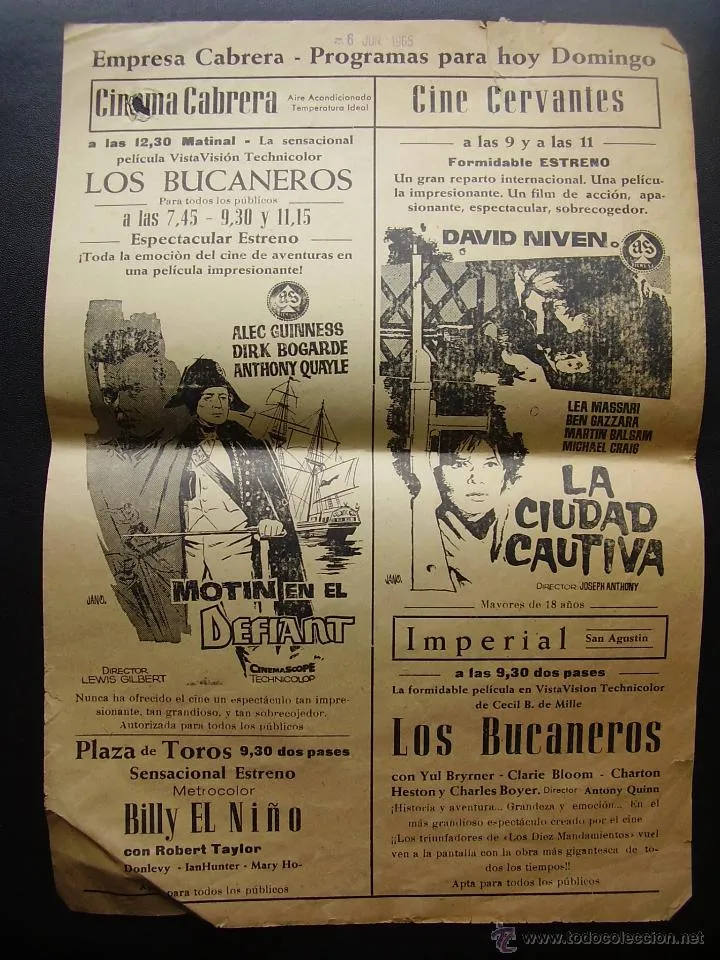 6 JUN. 1965
Empresa Cabrera - Programas para hoy Domingo
Cinema Cabrera
Aire Acondicionado
Temperatura Ideal
a las 12,30 Matinal - La sensacional
película VistaVisión Technicolor
LOS BUCANEROS
Para todos los públicos
a las 7,45 - 9,30 y 11,15
Espectacular Estreno
¡Toda la emoción del cine de aventuras en
una película impresionante!
as
ALEC GUINNESS
DIRK BOGARDE
ANTHONY QUAYLE
JANO.
MOTIN EN EL
DEFIANT
DIRECTOR
LEWIS GILBERT
CINEMASCOPE
TECHNICOLOR
Nunca ha ofrecido el cine un espectáculo tan impre-
sionante, tan grandioso, y tan sobrecojedor.
Autorizada para todos los públicos
Plaza de Toros 9,30 dos pases
Sensacional Estreno
Metrocolor
Billy EL NIÑO
con Robert Taylor
Donlevy - IanHunter - Mary Ho-
Apta para todos los públicos
Cine Cervantes
a las 9 y a las 11
Formidable ESTRENO
Un gran reparto internacional. Una pelícu-
la impresionante. Un film de acción, apa-
sionante, espectacular, sobrecogedor.
DAVID NIVEN
as
LEA MASSARI
BEN GAZZARA
MARTIN BALSAM
MICHAEL CRAIG
LA
CIUDAD
CAUTIVA
JANO.
DIRECTOR: JOSEPH ANTHONY
Mayores de 18 años
Imperial San Agustín
a las 9,30 dos pases
La formidable película en VistaVision Technicolor
de Cecil B. de Mille
Los Bucaneros
con Yul Bryrner - Clarie Bloom - Charton
Heston y Charles Boyer. Director Antony Quinn
¡Historia y aventura... Grandeza y emoción... En el
más grandioso espectáculo creado por el cine
¡¡Los triunfadores de «Los Diez Mandamientos» vuel
ven a la pantalla con la obra más gigantesca de to-
dos los tiempos!!
Apta para todos los públicos
www.todocoleccion.net